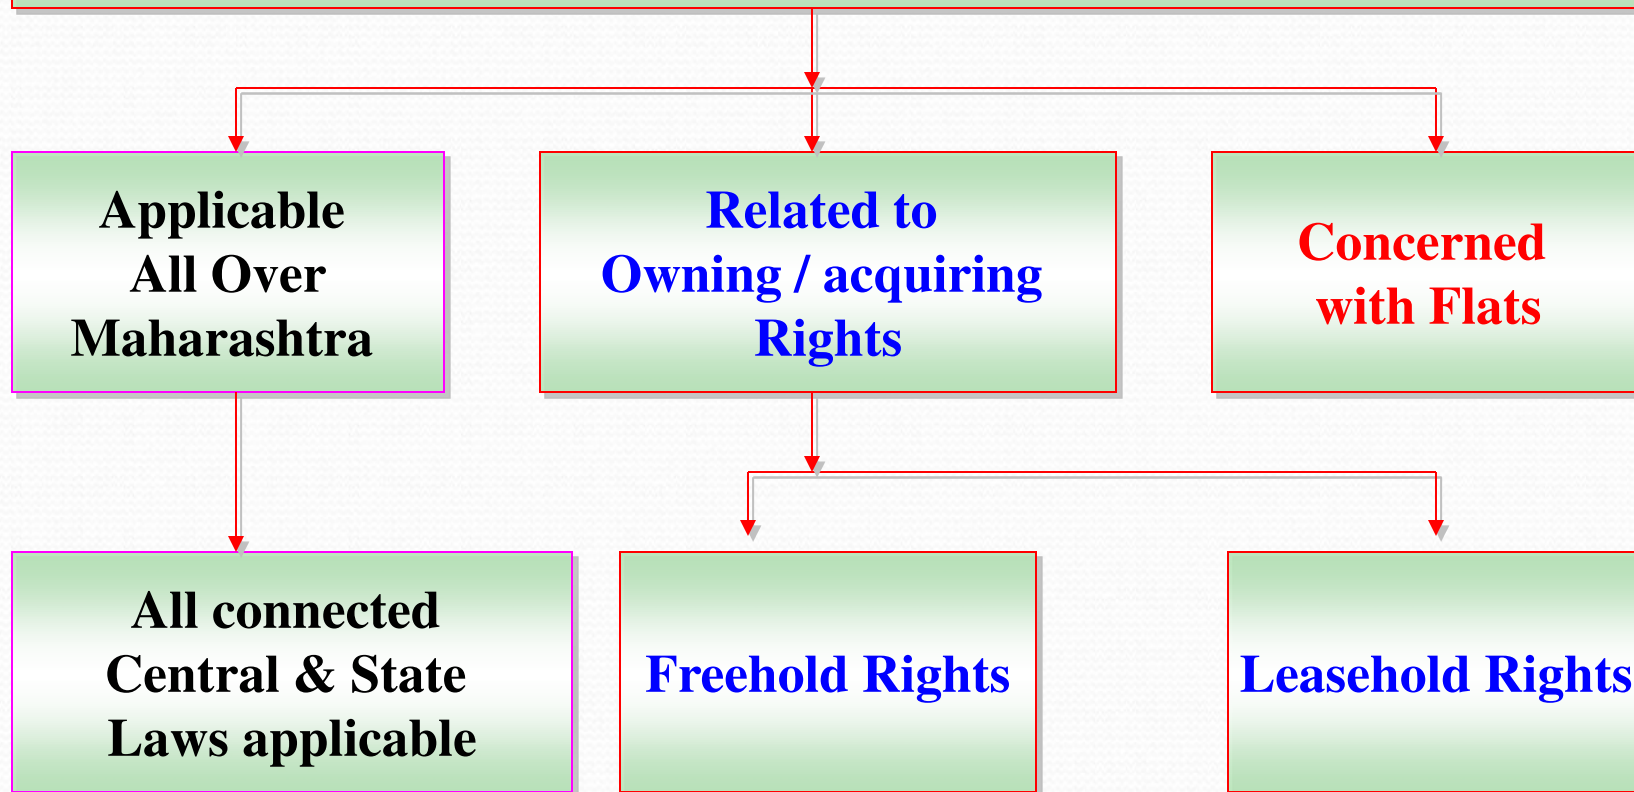 Applicable
All Over
Maharashtra
Related to
Owning / acquiring
Rights
Concerned
with Flats
All connected
Central & State
Laws applicable
Freehold Rights
Leasehold Rights